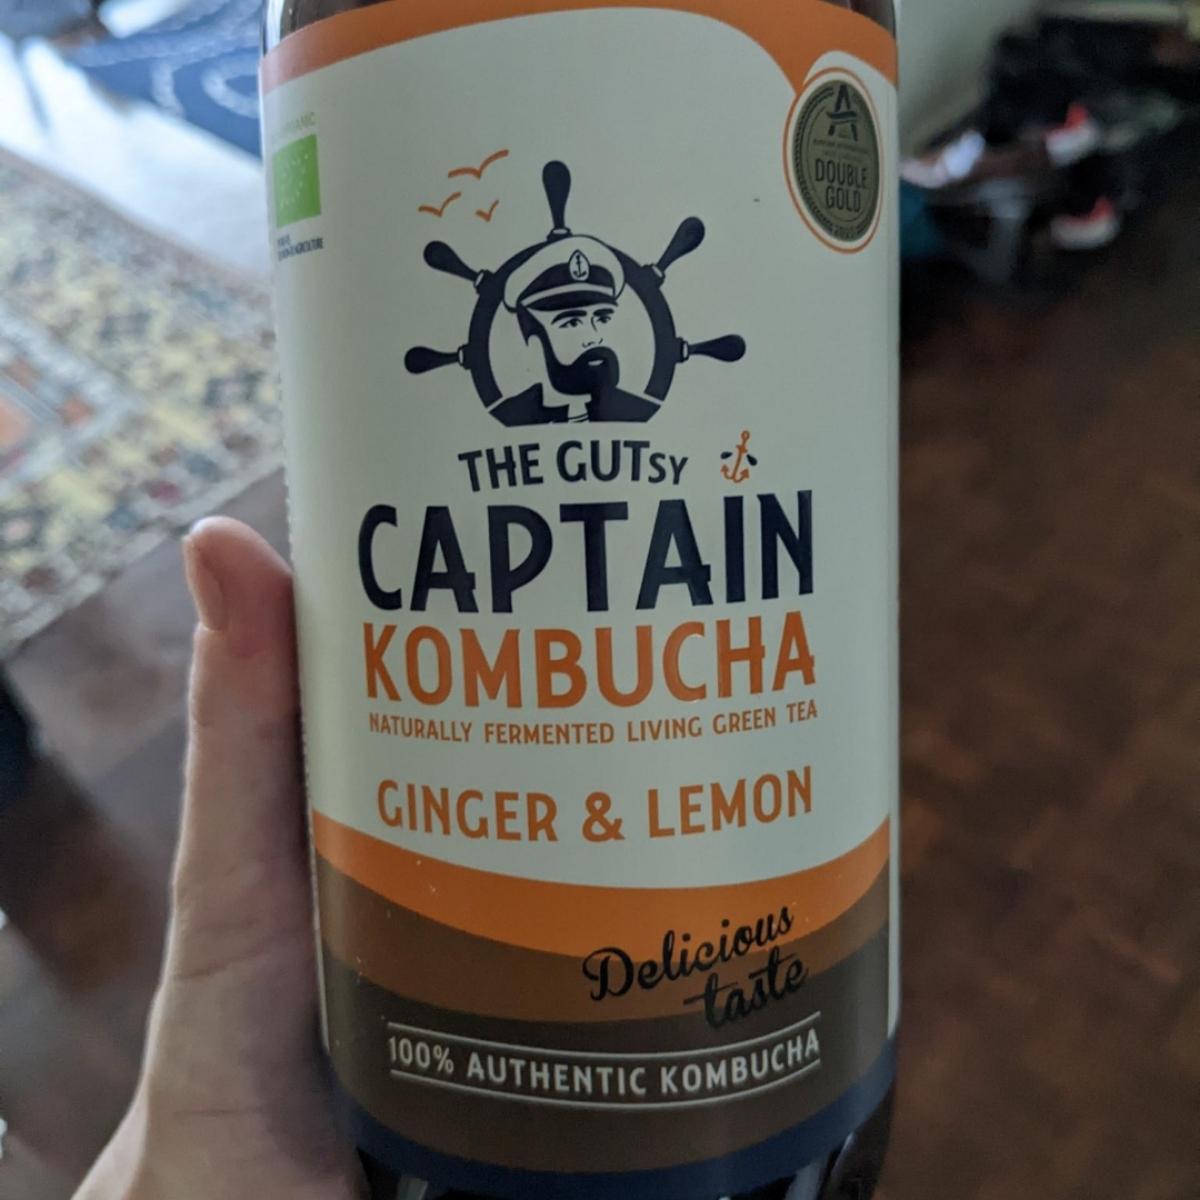 DOUBLE
GOLD
THE GUTSY
CAPTAIN
KOMBUCHA
NATURALLY FERMENTED LIVING GREEN TEA
GINGER & LEMON
Delicious
taste
100% AUTHENTIC KOMBUCHA